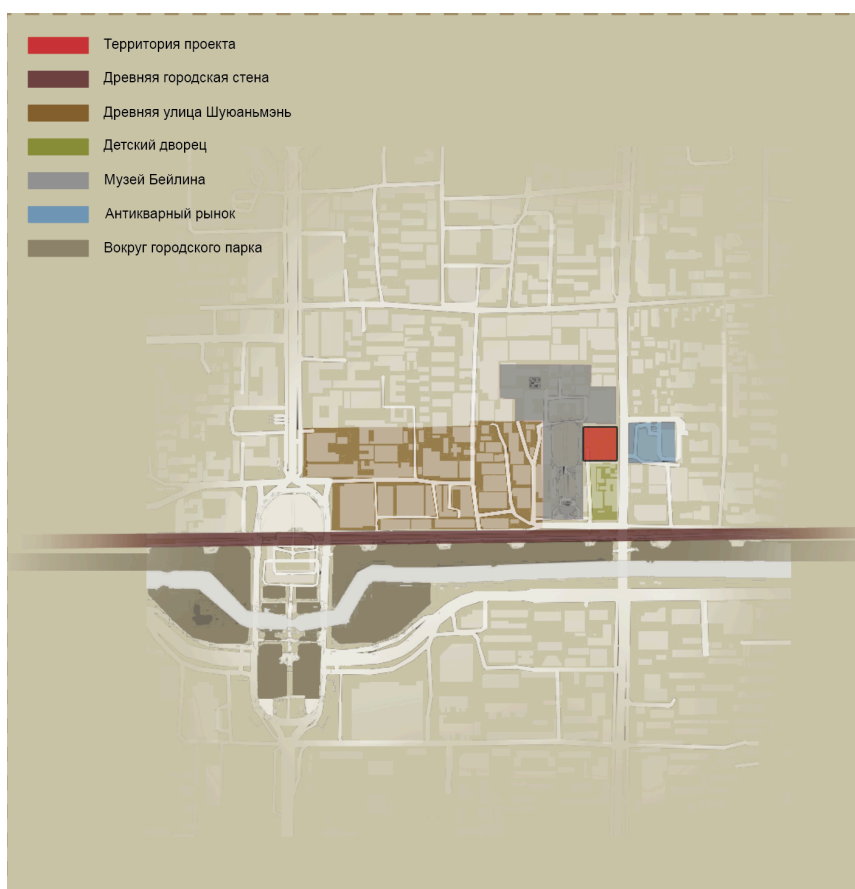 Территория проекта
Древняя городская стена
Древняя улица Шуюаньмэнь
Детский дворец
Музей Бейлина
Антикварный рынок
Вокруг городского парка